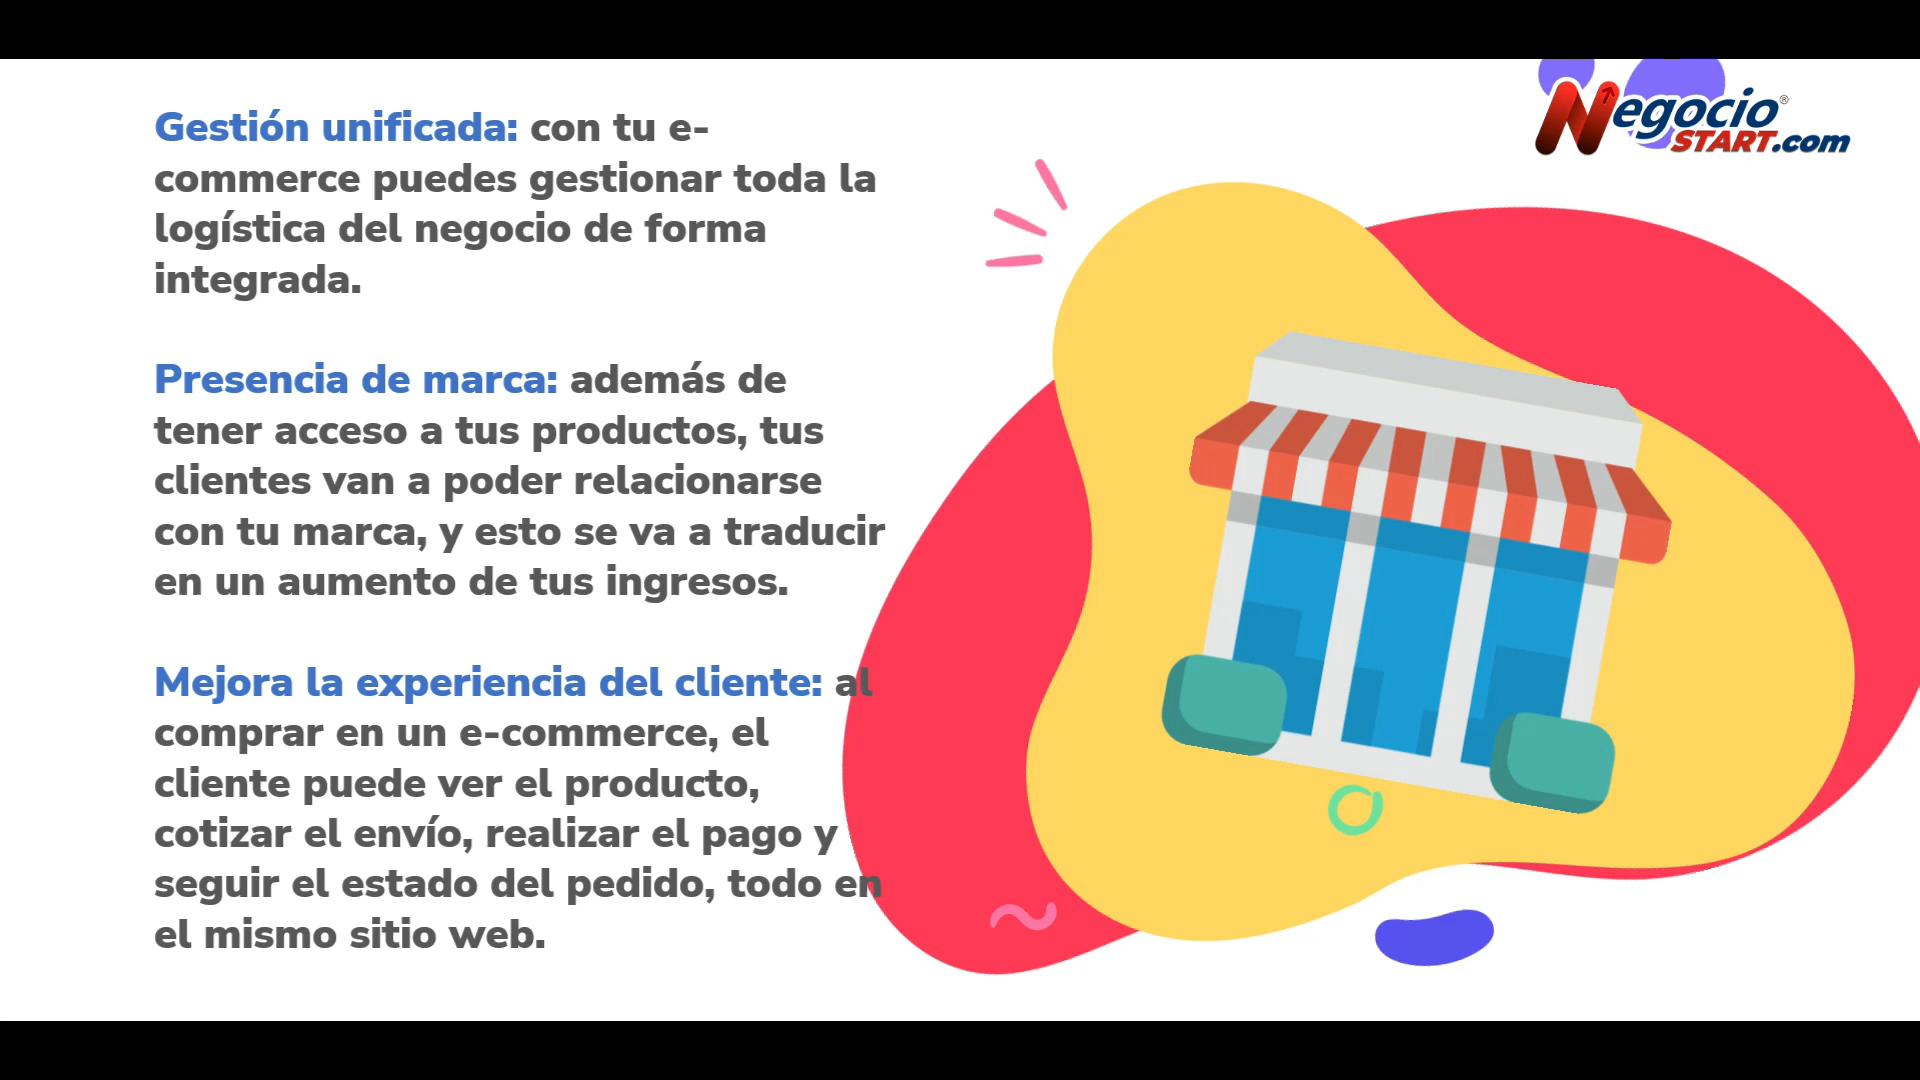 Negocio®
START.com
Gestión unificada: con tu e-
commerce puedes gestionar toda la
logística del negocio de forma
integrada.
Presencia de marca: además de
tener acceso a tus productos, tus
clientes van a poder relacionarse
con tu marca, y esto se va a traducir
en un aumento de tus ingresos.
Mejora la experiencia del cliente: al
comprar en un e-commerce, el
cliente puede ver el producto,
cotizar el envío, realizar el pago y
seguir el estado del pedido, todo en
el mismo sitio web.